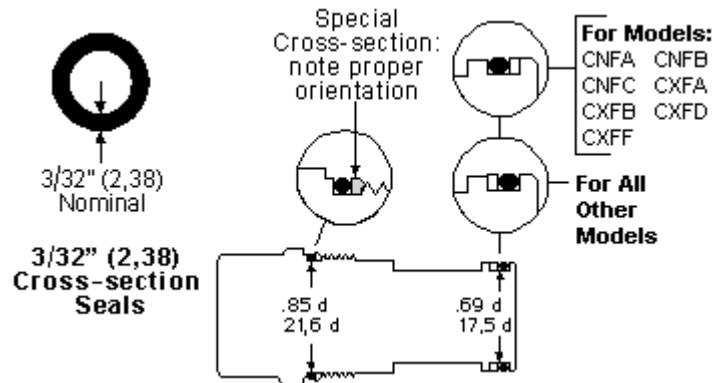 Special
Cross-section:
note proper
orientation
For Models:
CNFA CNFB
CNFC CXFA
CXFB CXFD
CXFF
3/32" (2,38)
Nominal
For All
Other
Models
3/32" (2,38)
Cross-section
Seals
.85 d
21,6 d
.69 d
17,5 d